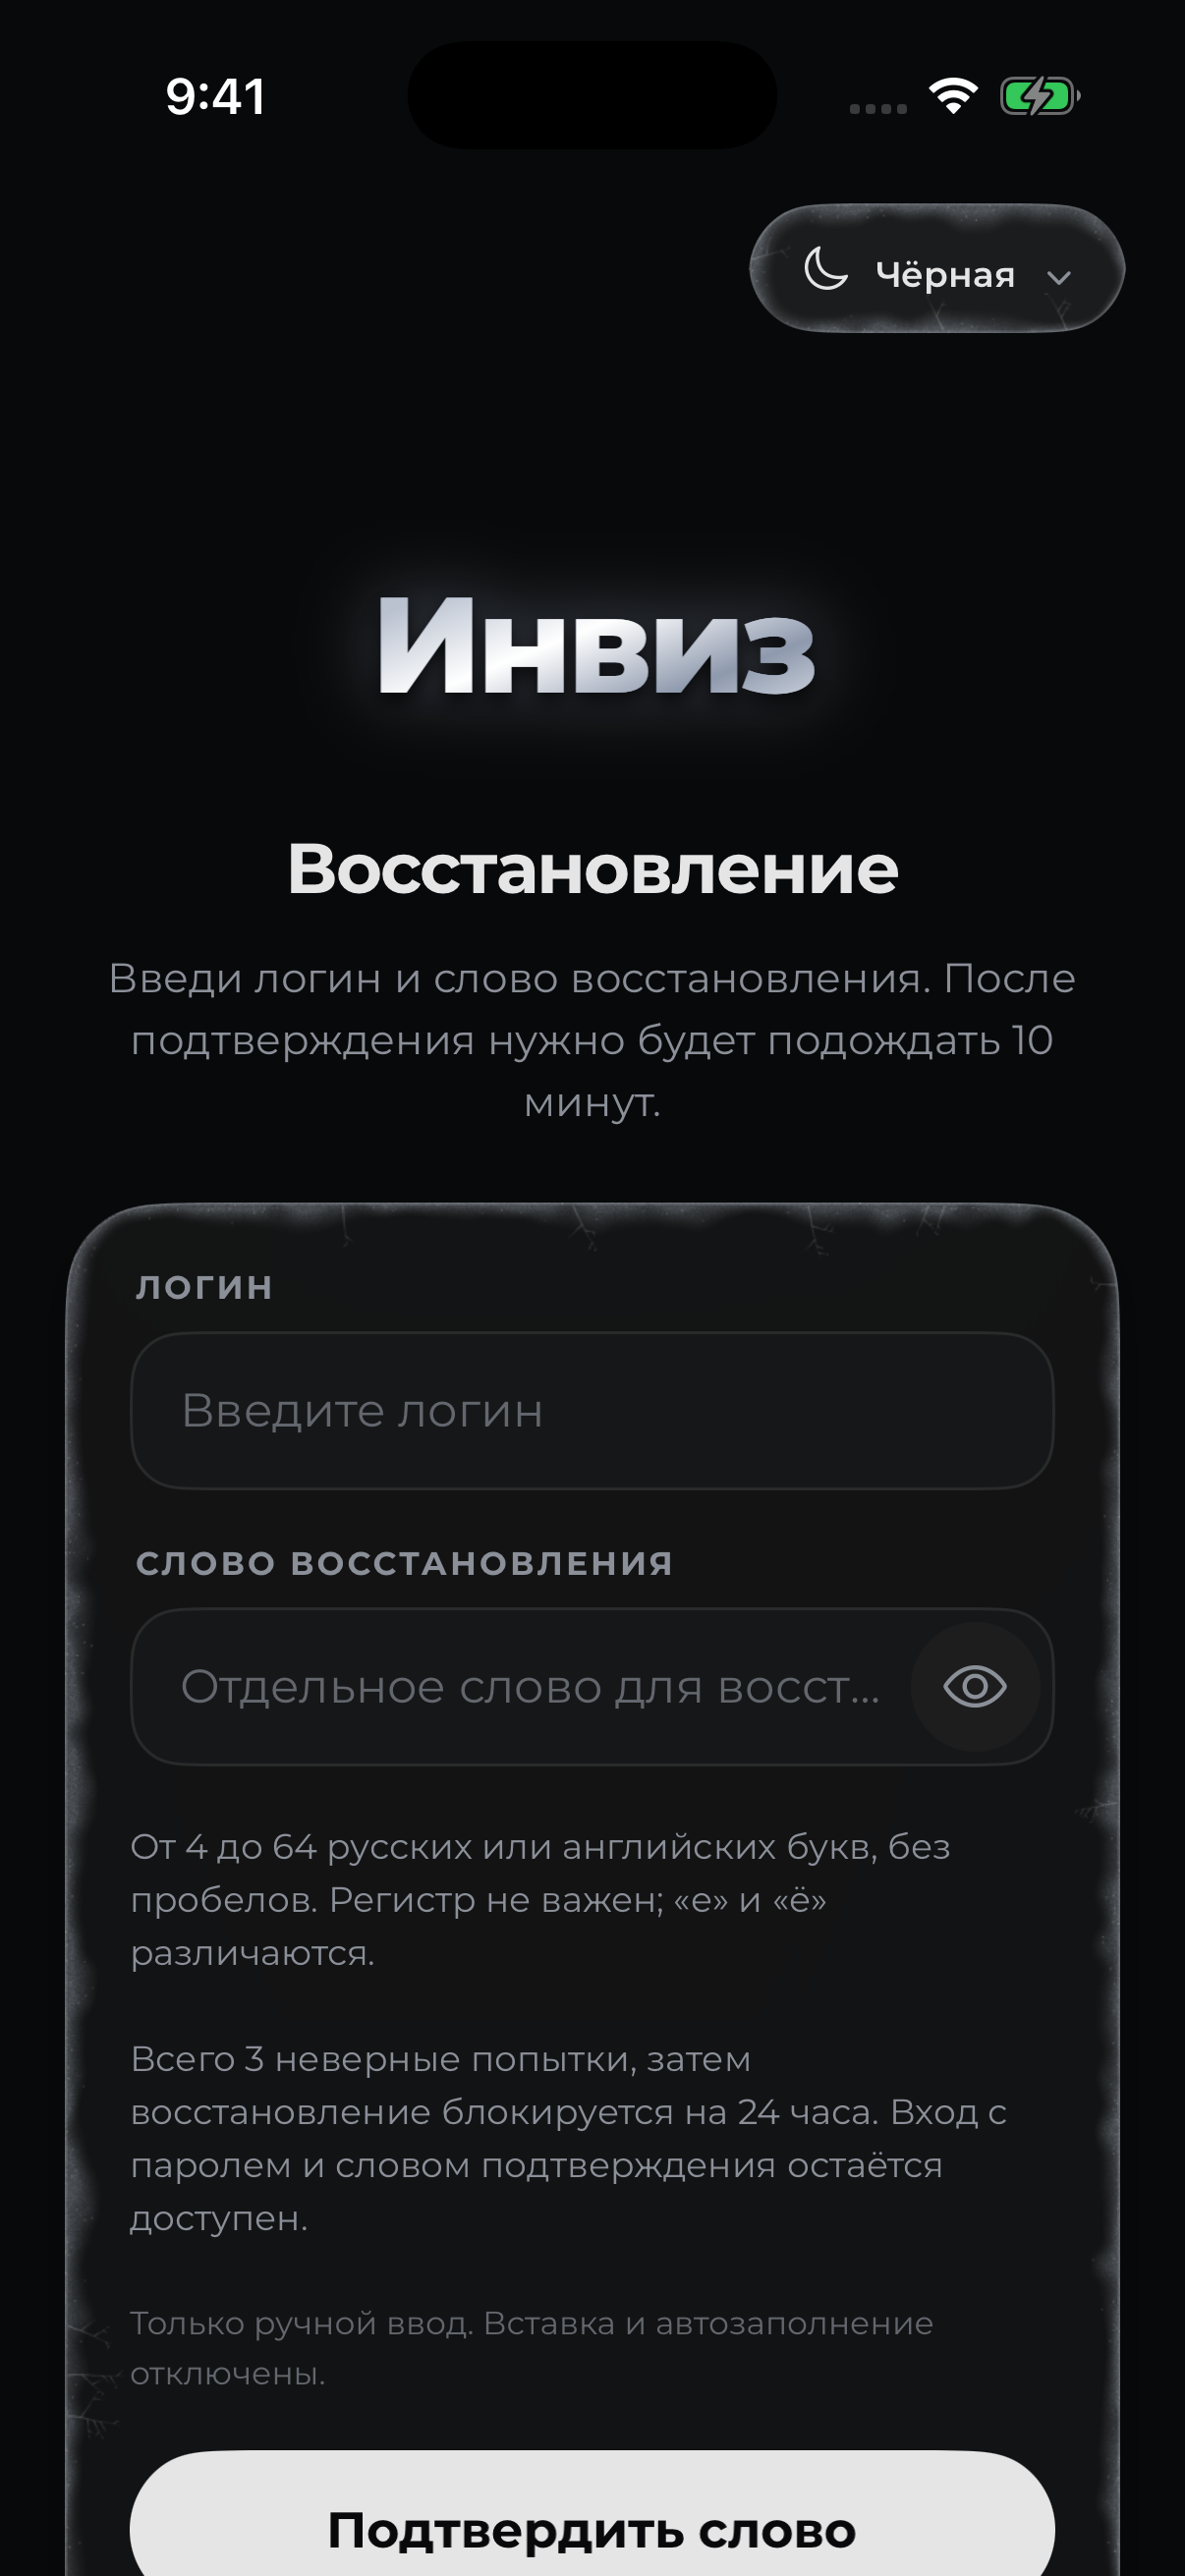 9:41
Чёрная
Инвиз
Восстановление
Введи логин и слово восстановления. После
подтверждения нужно будет подождать 10
минут.
ЛОГИН
Введите логин
СЛОВО ВОССТАНОВЛЕНИЯ
Отдельное слово для восст...
От 4 до 64 русских или английских букв, без
пробелов. Регистр не важен; «е» и «ё»
различаются.
Всего 3 неверные попытки, затем
восстановление блокируется на 24 часа. Вход с
паролем и словом подтверждения остаётся
доступен.
Только ручной ввод. Вставка и автозаполнение
отключены.
Подтвердить слово